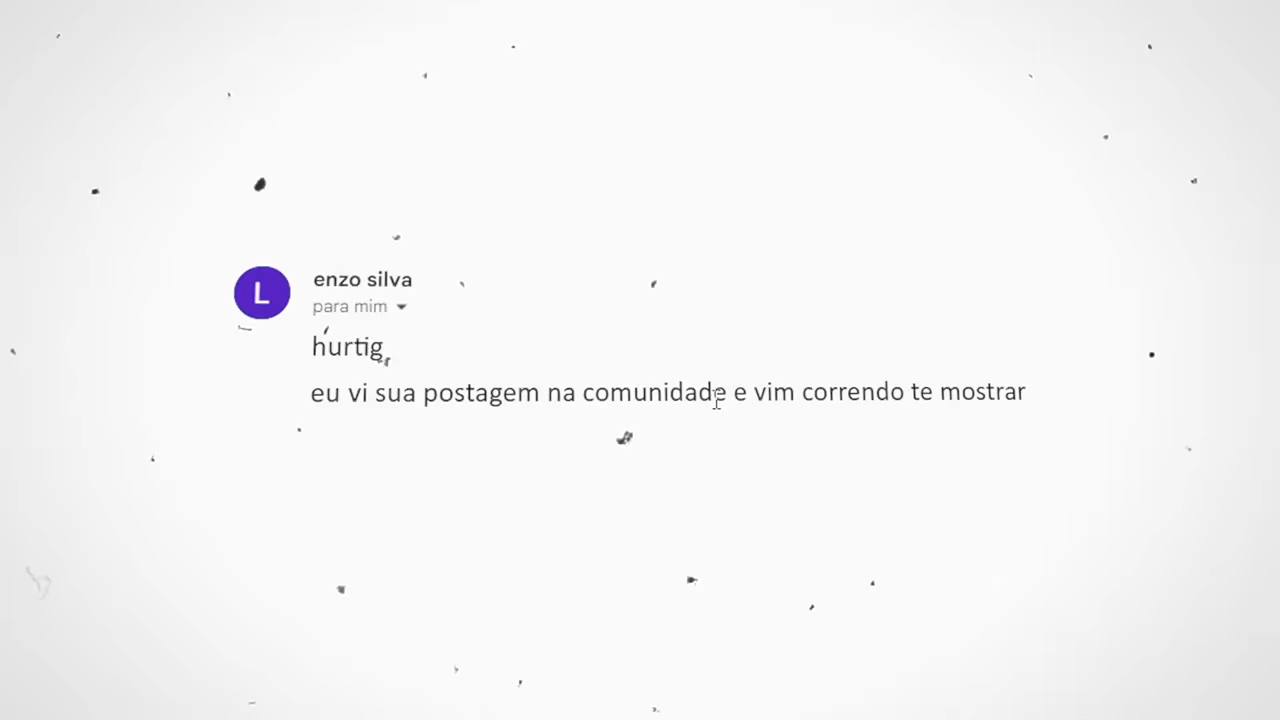 L
enzo silva
para mim
hurtig
eu vi sua postagem na comunidade e vim correndo te mostrar